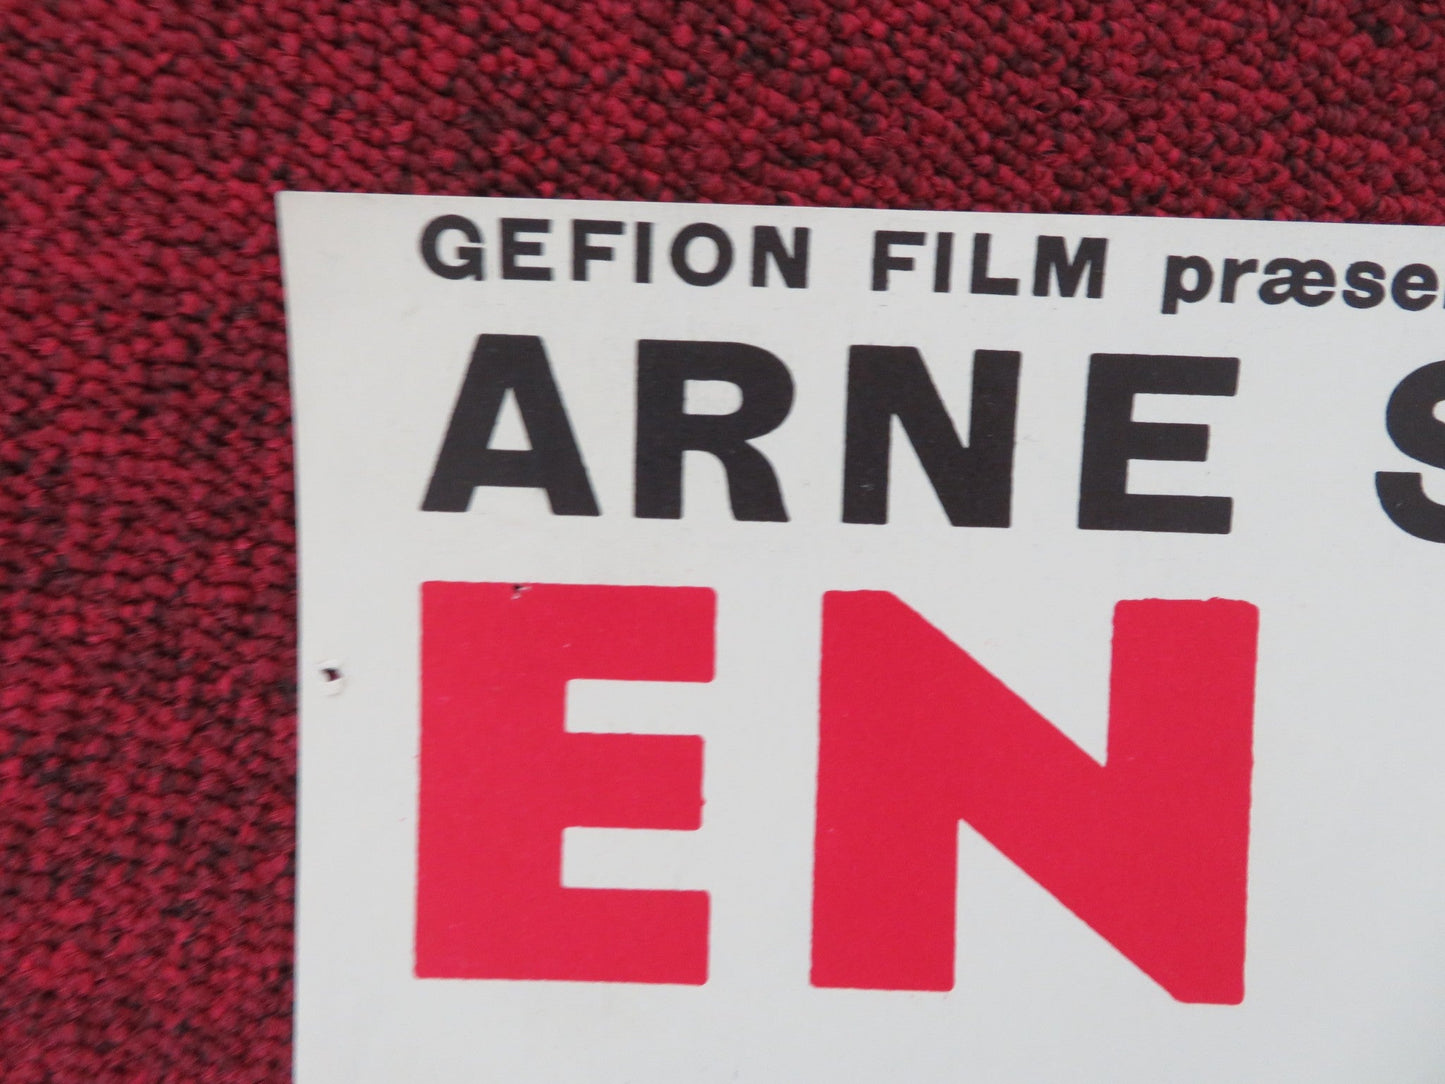 GEFION FILM præse
ARNE S
EN